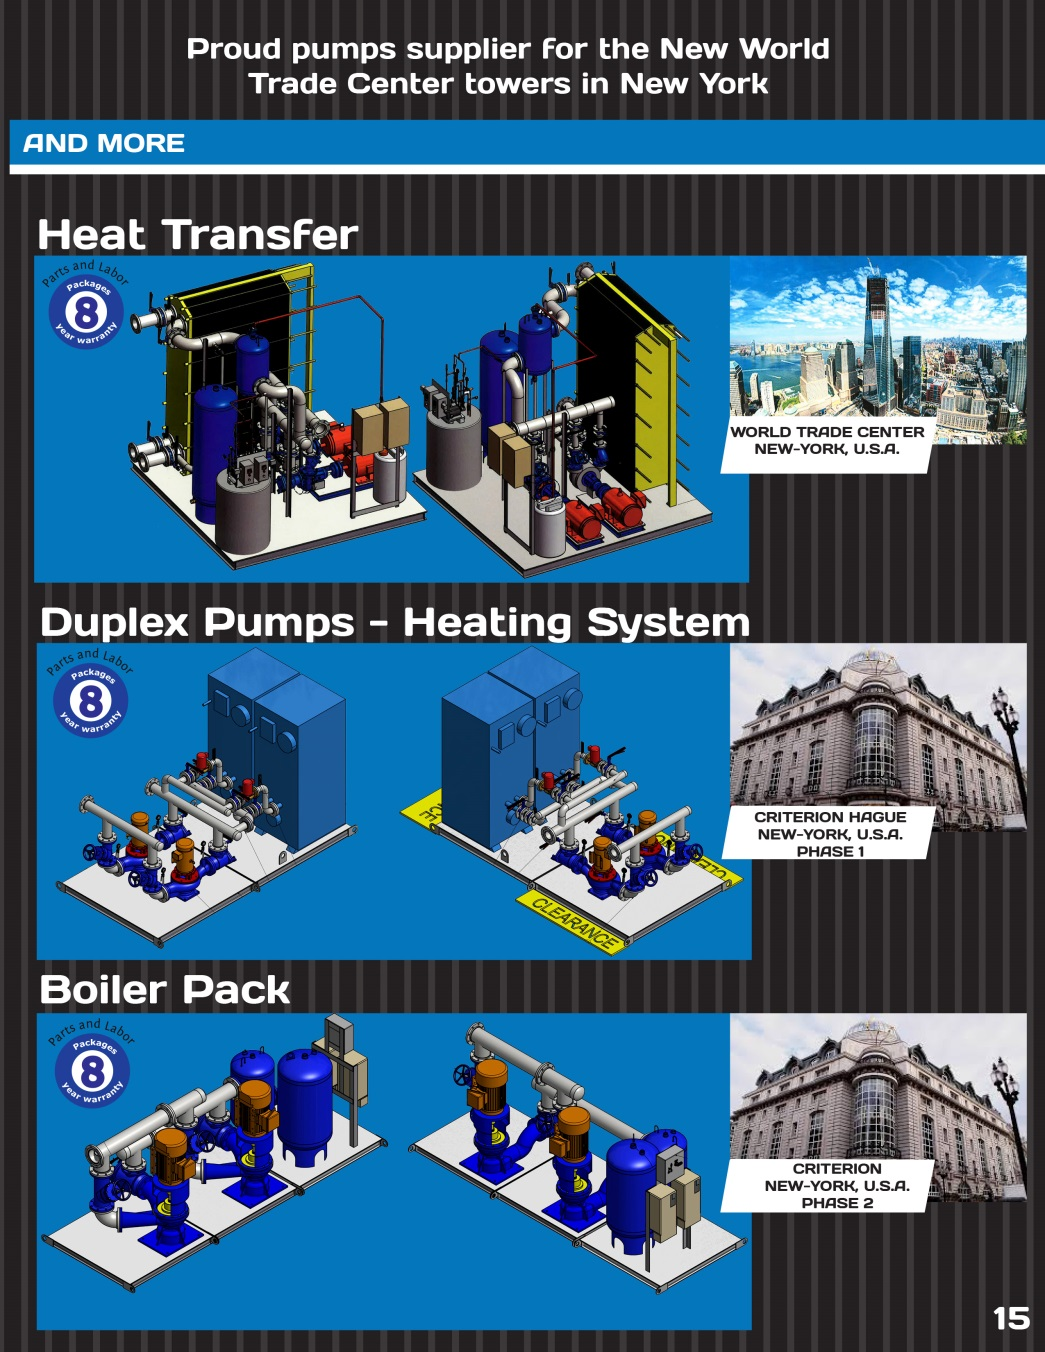 Proud pumps supplier for the New World
Trade Center towers in New York
AND MORE
Heat Transfer
Parts and Labor
Packages
8
year warranty
WORLD TRADE CENTER
NEW-YORK, U.S.A.
Duplex Pumps - Heating System
Parts and Labor
Packages
8
year warranty
CLEARANCE
CRITERION HAGUE
NEW-YORK, U.S.A.
PHASE 1
Boiler Pack
Parts and Labor
Packages
8
year warranty
CRITERION
NEW-YORK, U.S.A.
PHASE 2
15